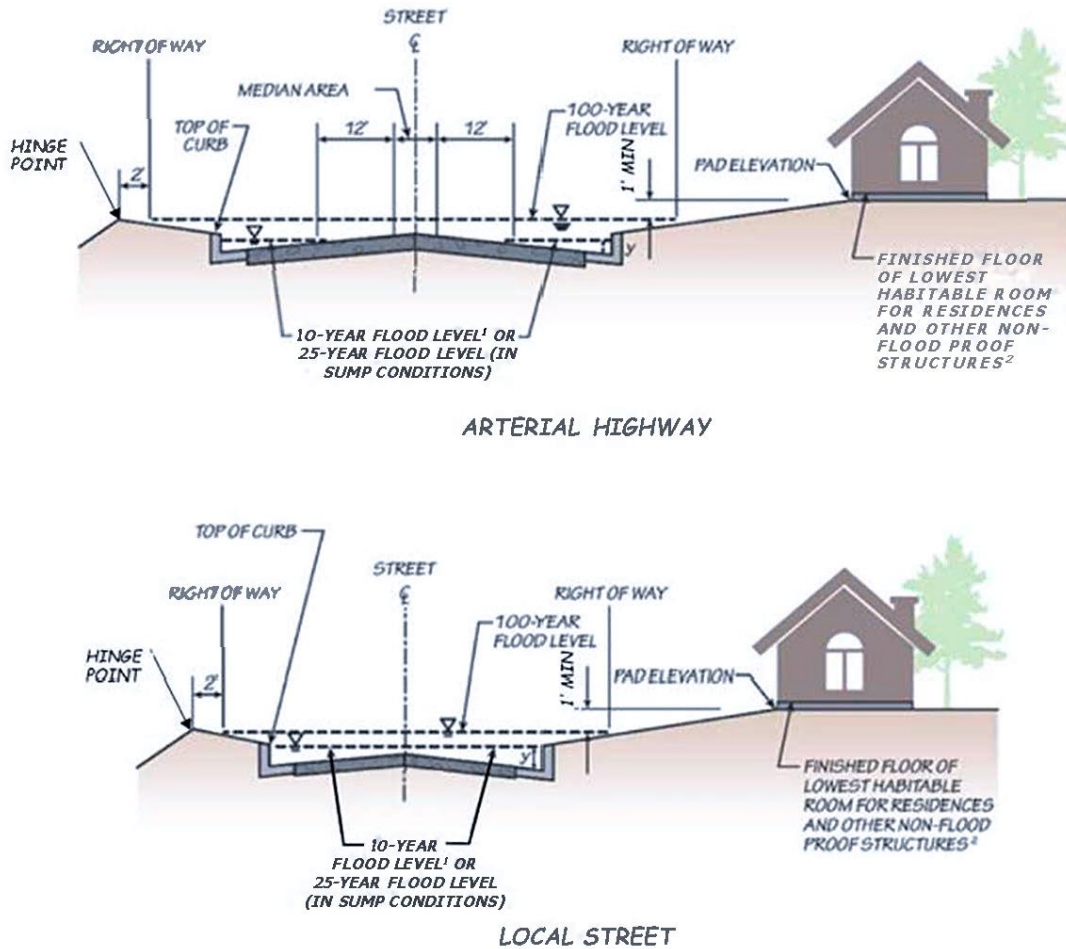 STREET
℄
RIGHT OF WAY
RIGHT OF WAY
MEDIAN AREA
100-YEAR
FLOOD LEVEL
12'
12'
TOP OF
CURB
HINGE
POINT
2'
1' MIN
PAD ELEVATION
y
FINISHED FLOOR
OF LOWEST
HABITABLE ROOM
FOR RESIDENCES
AND OTHER NON-
FLOOD PROOF
STRUCTURES²
10-YEAR FLOOD LEVEL¹ OR
25-YEAR FLOOD LEVEL (IN
SUMP CONDITIONS)
ARTERIAL HIGHWAY
TOP OF CURB
STREET
℄
RIGHT OF WAY
RIGHT OF WAY
100-YEAR
FLOOD LEVEL
HINGE
POINT
2'
1' MIN
PAD ELEVATION
y
FINISHED FLOOR OF
LOWEST HABITABLE
ROOM FOR RESIDENCES
AND OTHER NON-FLOOD
PROOF STRUCTURES²
10-YEAR
FLOOD LEVEL¹ OR
25-YEAR FLOOD LEVEL
(IN SUMP CONDITIONS)
LOCAL STREET